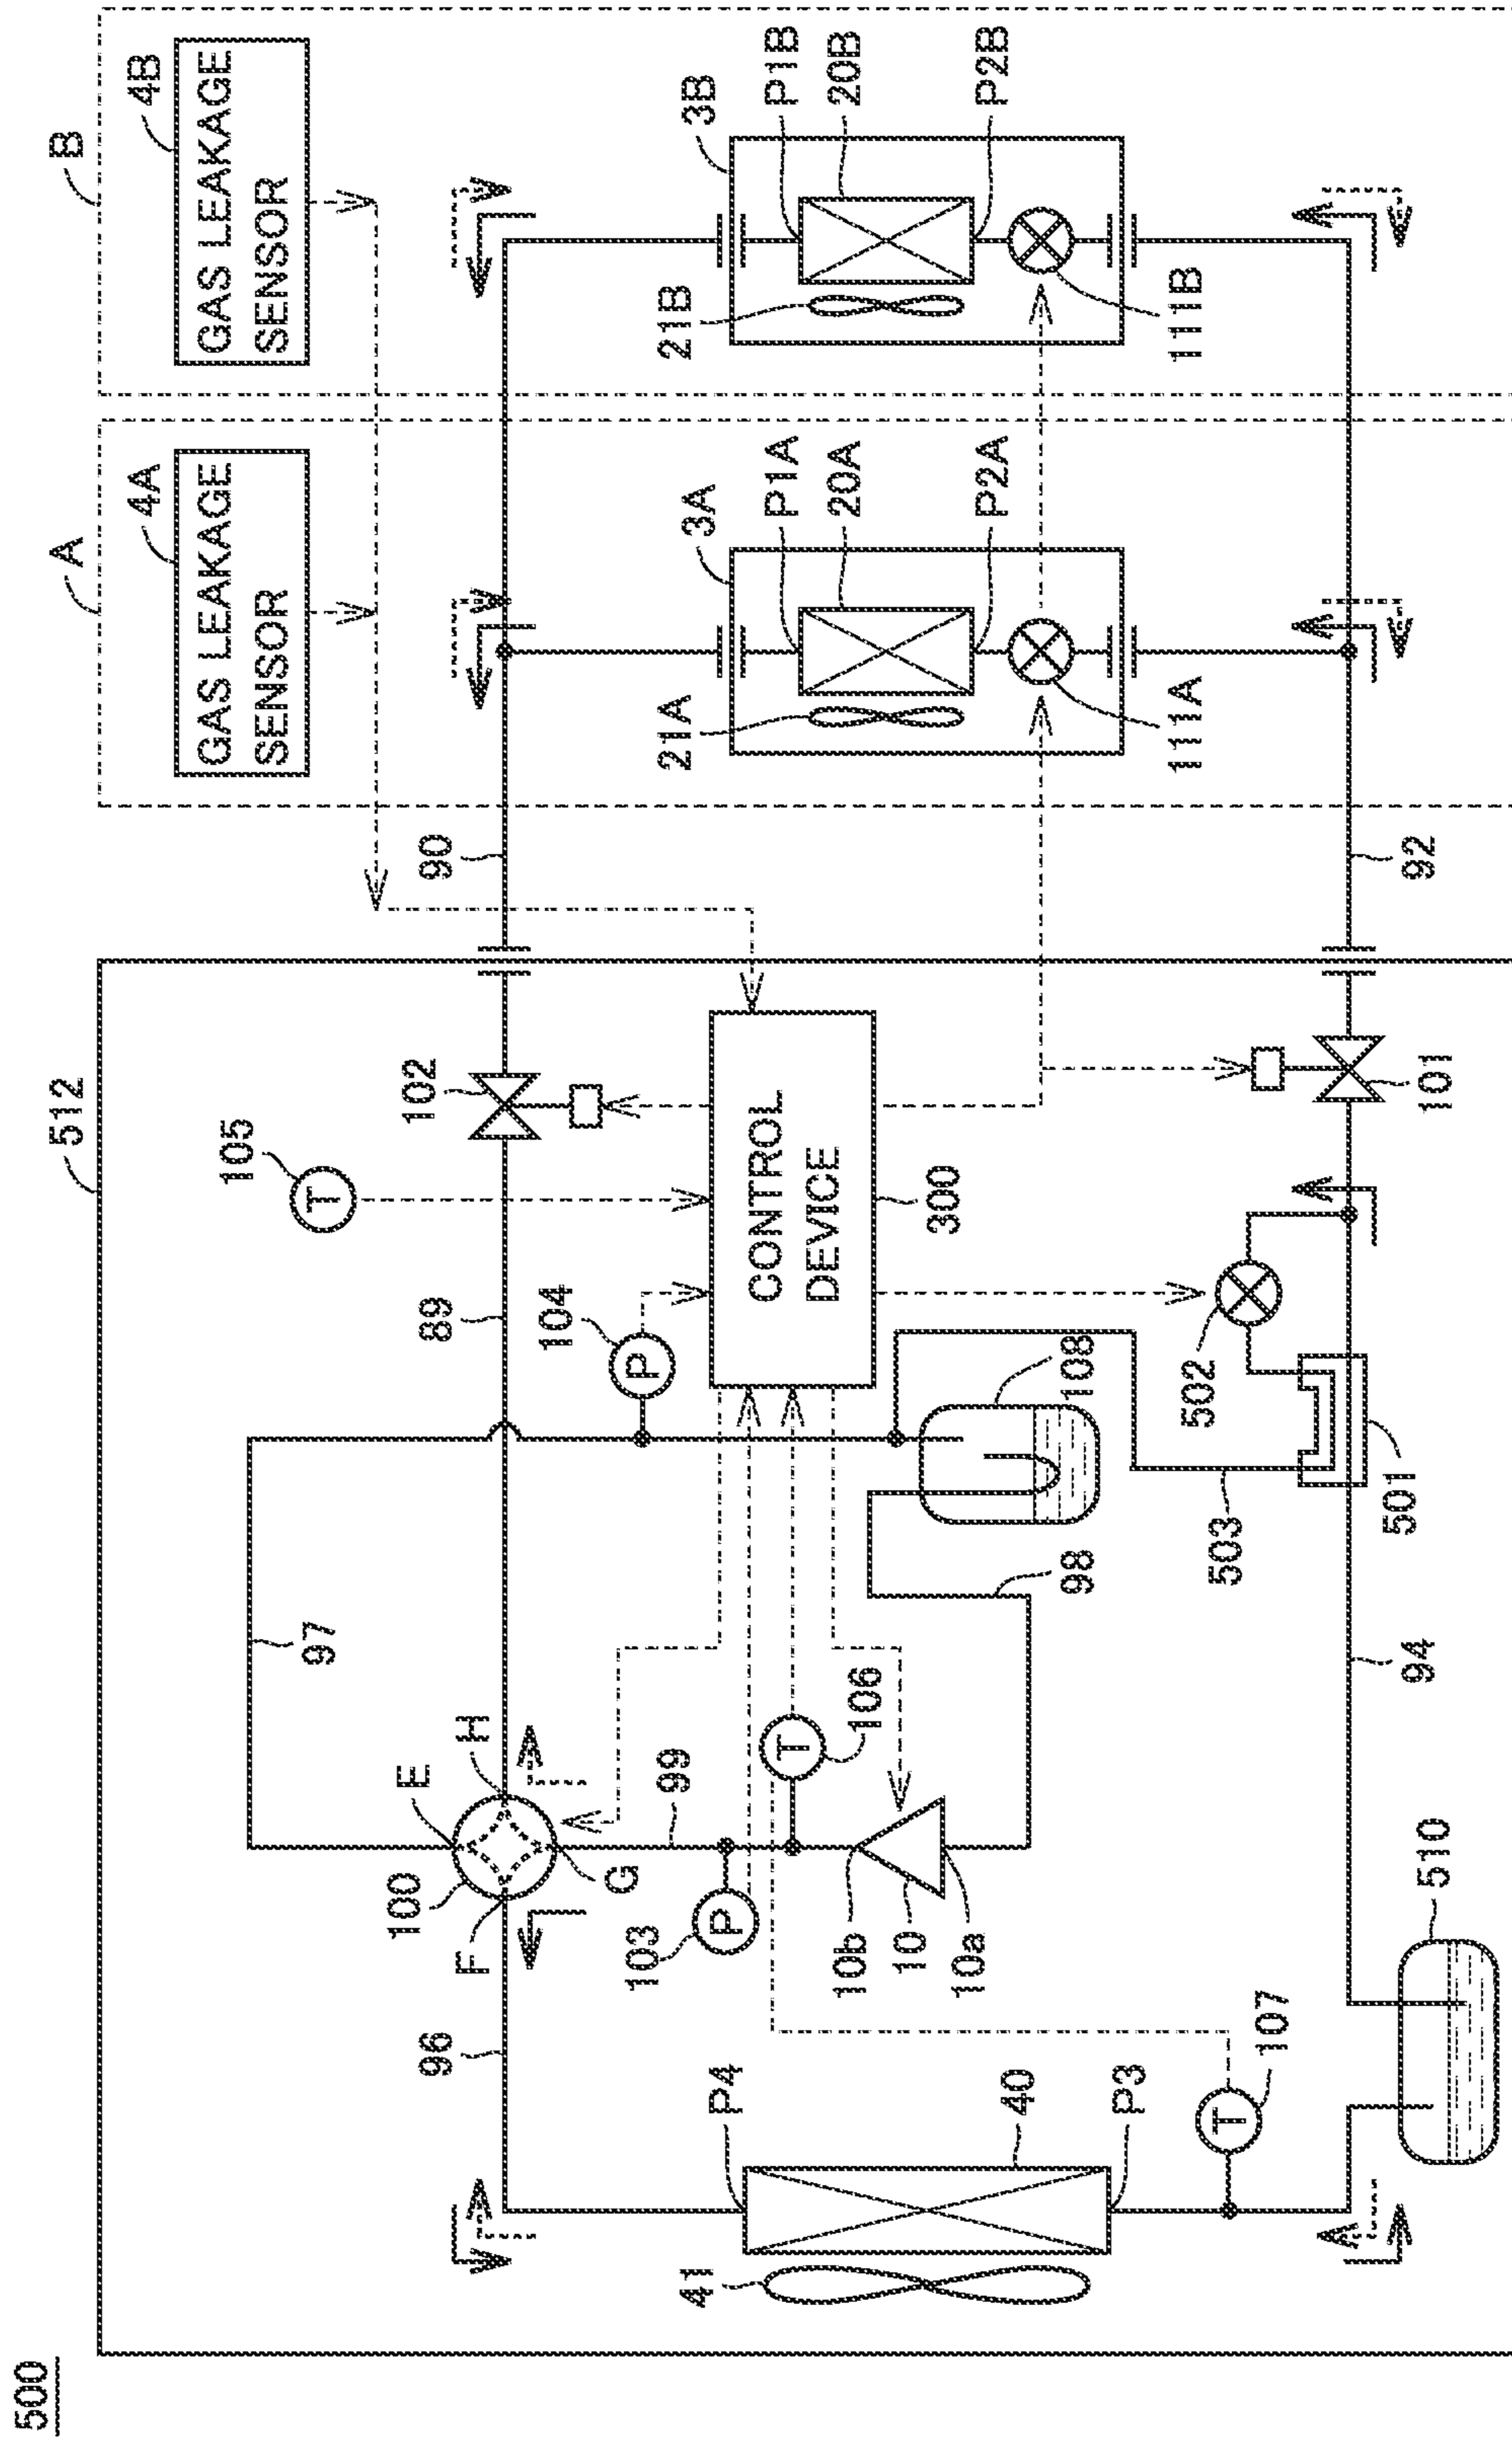 500
512
A
B
4A
GAS LEAKAGE
SENSOR
4B
GAS LEAKAGE
SENSOR
105
T
97
E
H
100
F
G
96
89
102
90
104
P
99
103
P
T
106
10b
10
10a
CONTROL
DEVICE
300
108
98
3A
P1A
20A
21A
P2A
111A
3B
P1B
20B
21B
P2B
111B
P4
40
41
P3
T
107
510
94
503
501
502
101
92